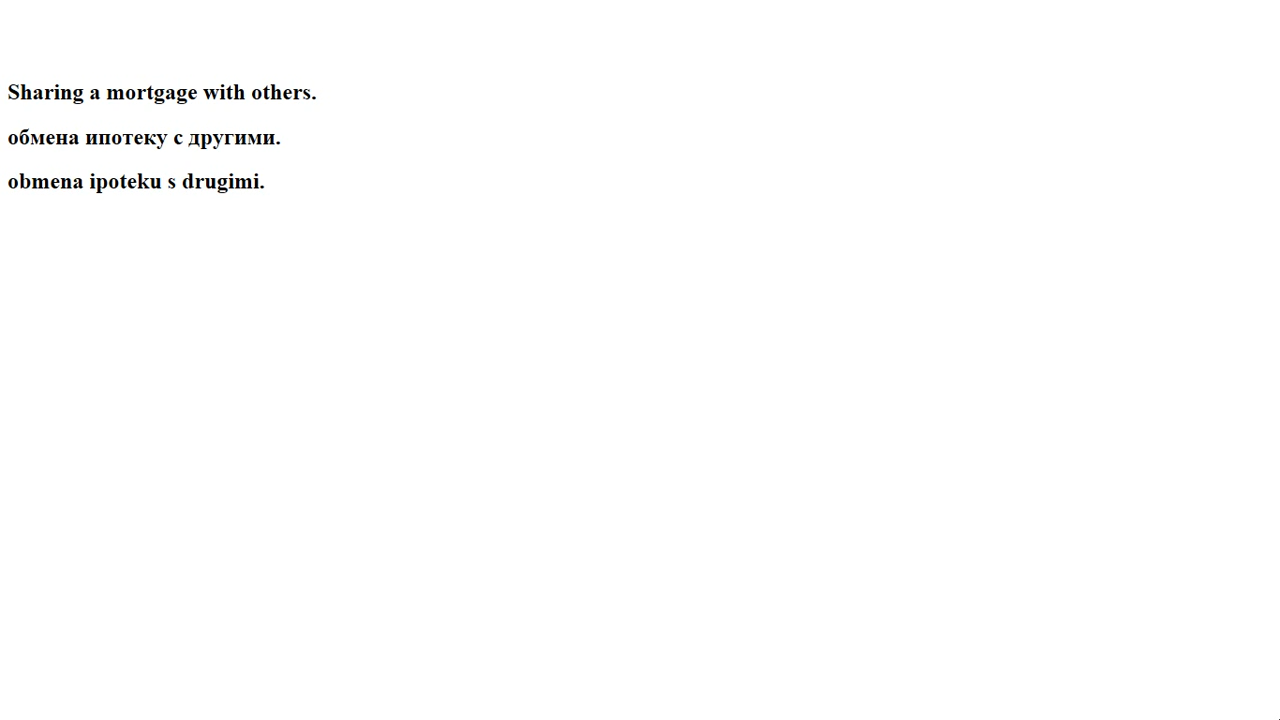 Sharing a mortgage with others.
обмена ипотеку с другими.
obmena ipoteku s drugimi.